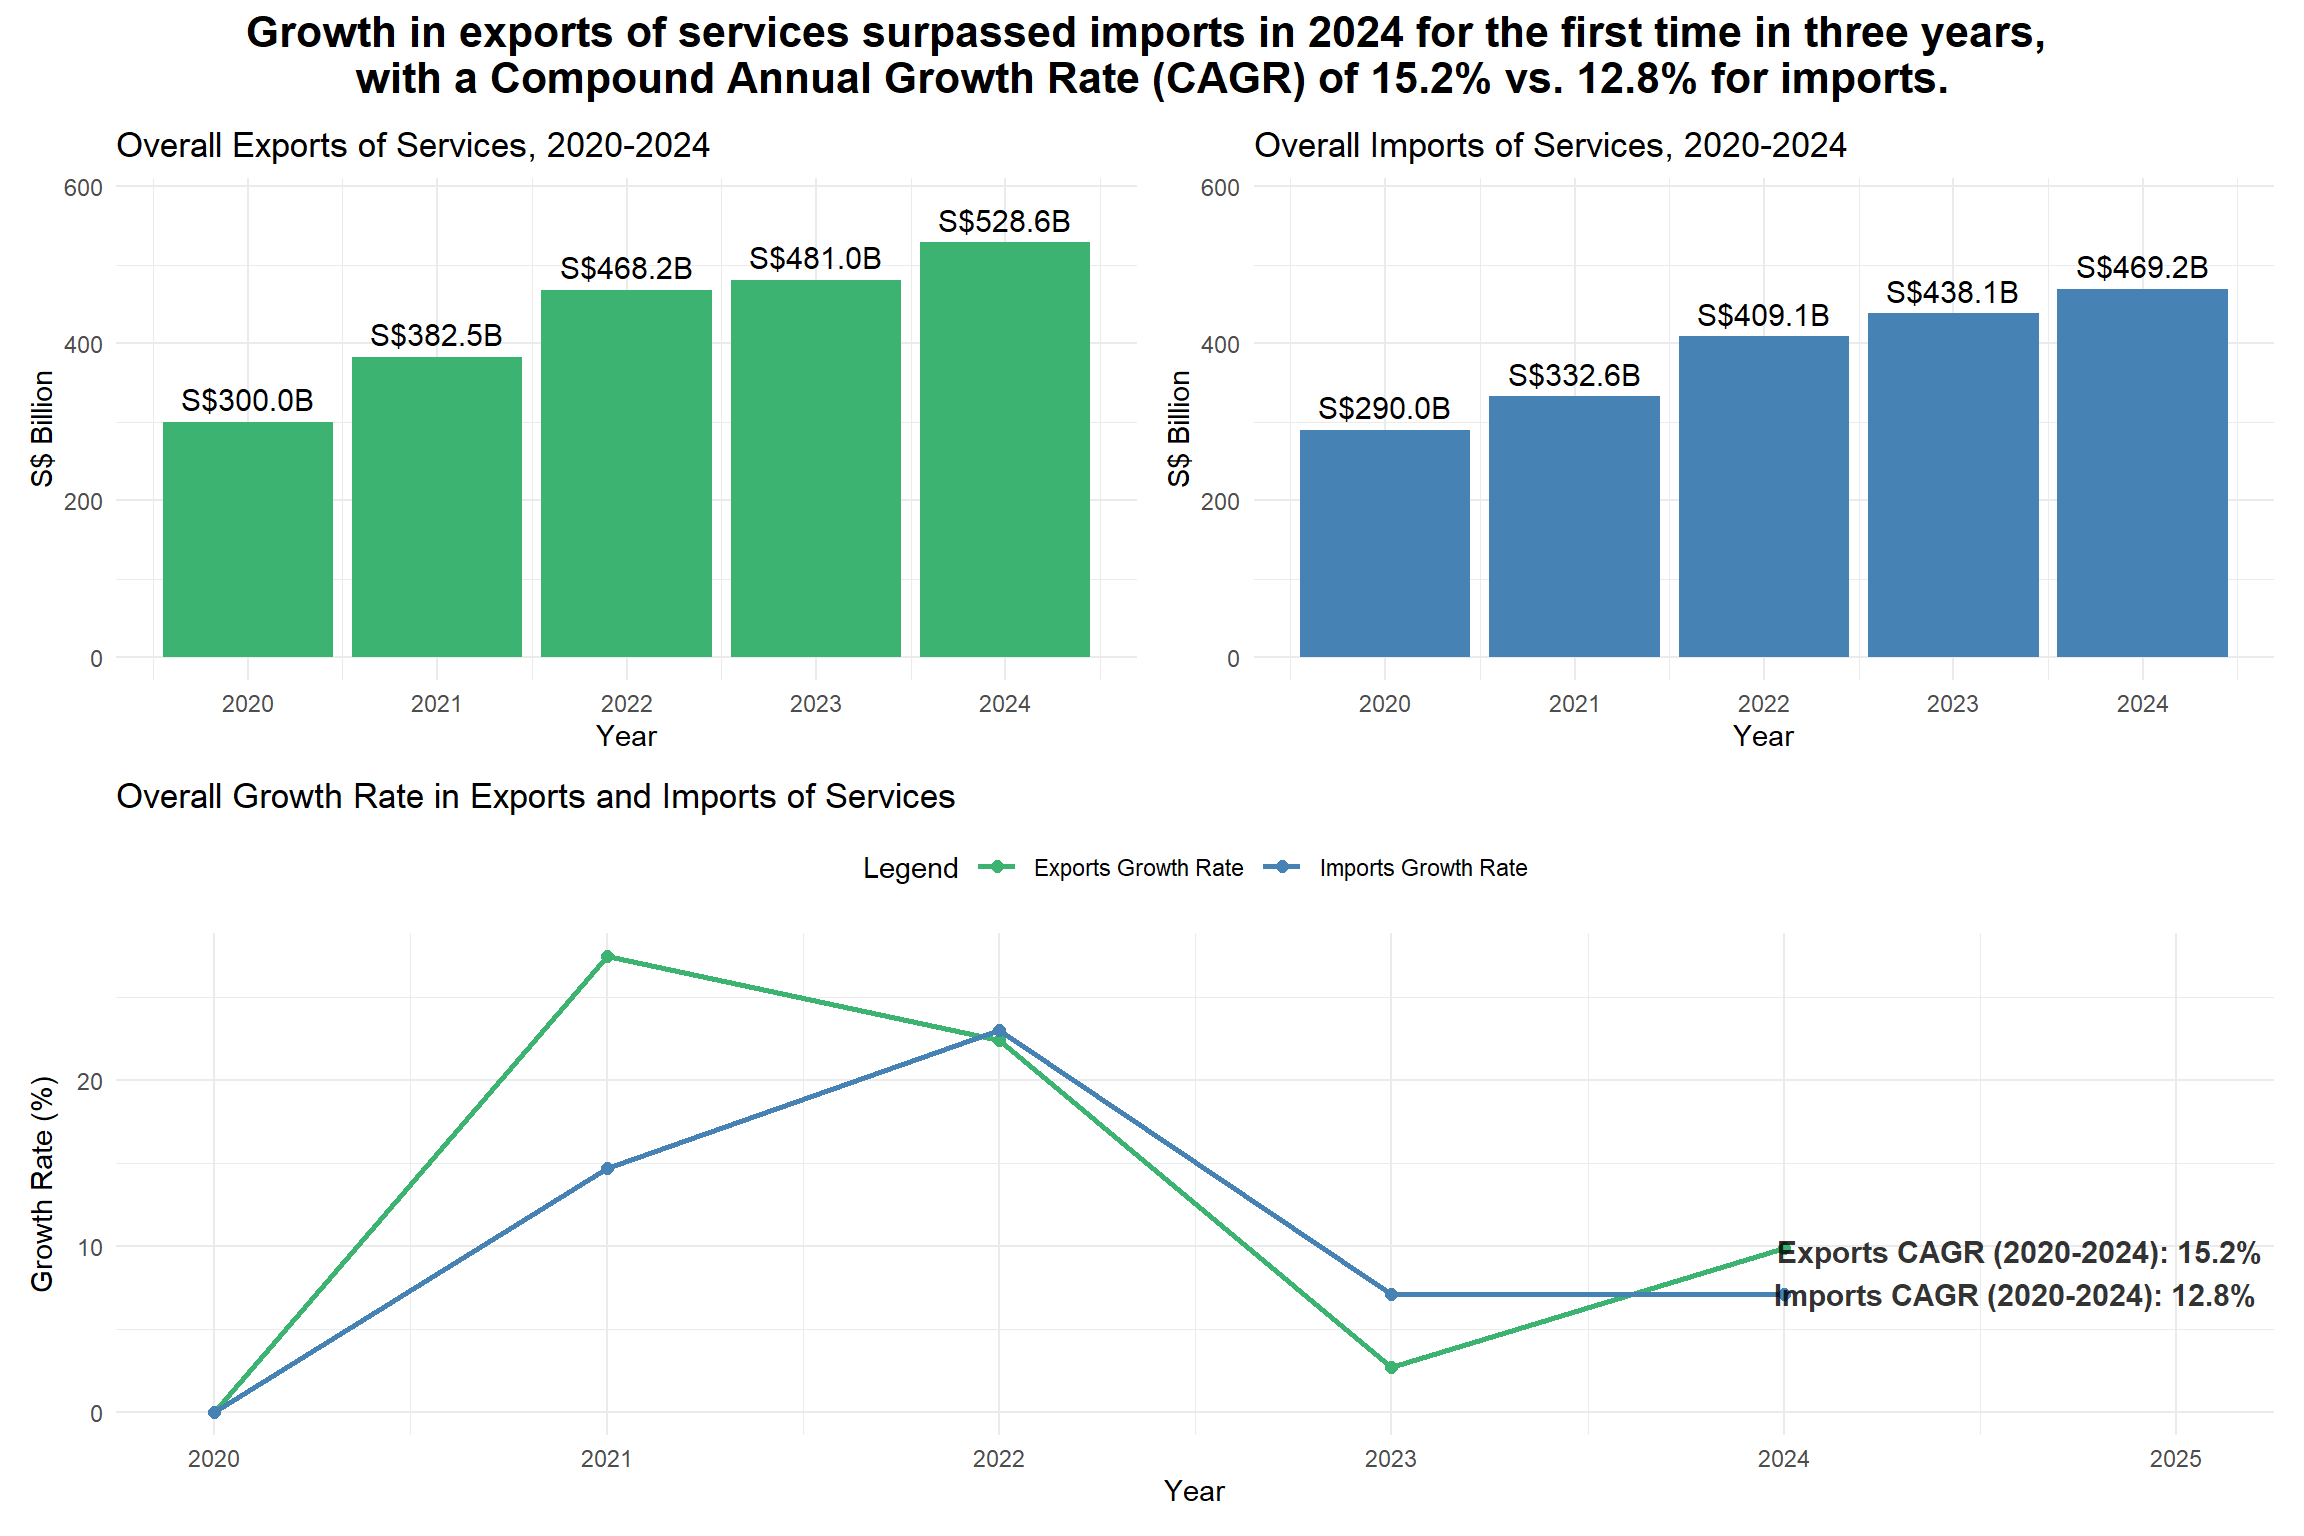 Growth in exports of services surpassed imports in 2024 for the first time in three years,
with a Compound Annual Growth Rate (CAGR) of 15.2% vs. 12.8% for imports.
Overall Exports of Services, 2020-2024
S$ Billion
600
400
200
0
S$300.0B
S$382.5B
S$468.2B
S$481.0B
S$528.6B
2020
2021
2022
2023
2024
Year
Overall Imports of Services, 2020-2024
S$ Billion
600
400
200
0
S$290.0B
S$332.6B
S$409.1B
S$438.1B
S$469.2B
2020
2021
2022
2023
2024
Year
Overall Growth Rate in Exports and Imports of Services
Legend
Exports Growth Rate
Imports Growth Rate
Growth Rate (%)
20
10
0
Exports CAGR (2020-2024): 15.2%
Imports CAGR (2020-2024): 12.8%
2020
2021
2022
2023
2024
2025
Year